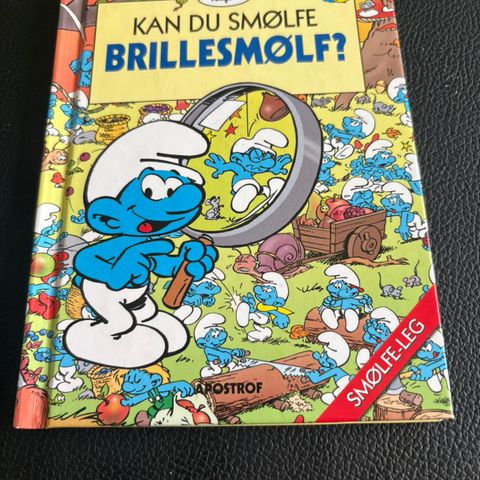 KAN DU SMØLFE
BRILLESMØLF?
SMØLFE-LEG
APOSTROF